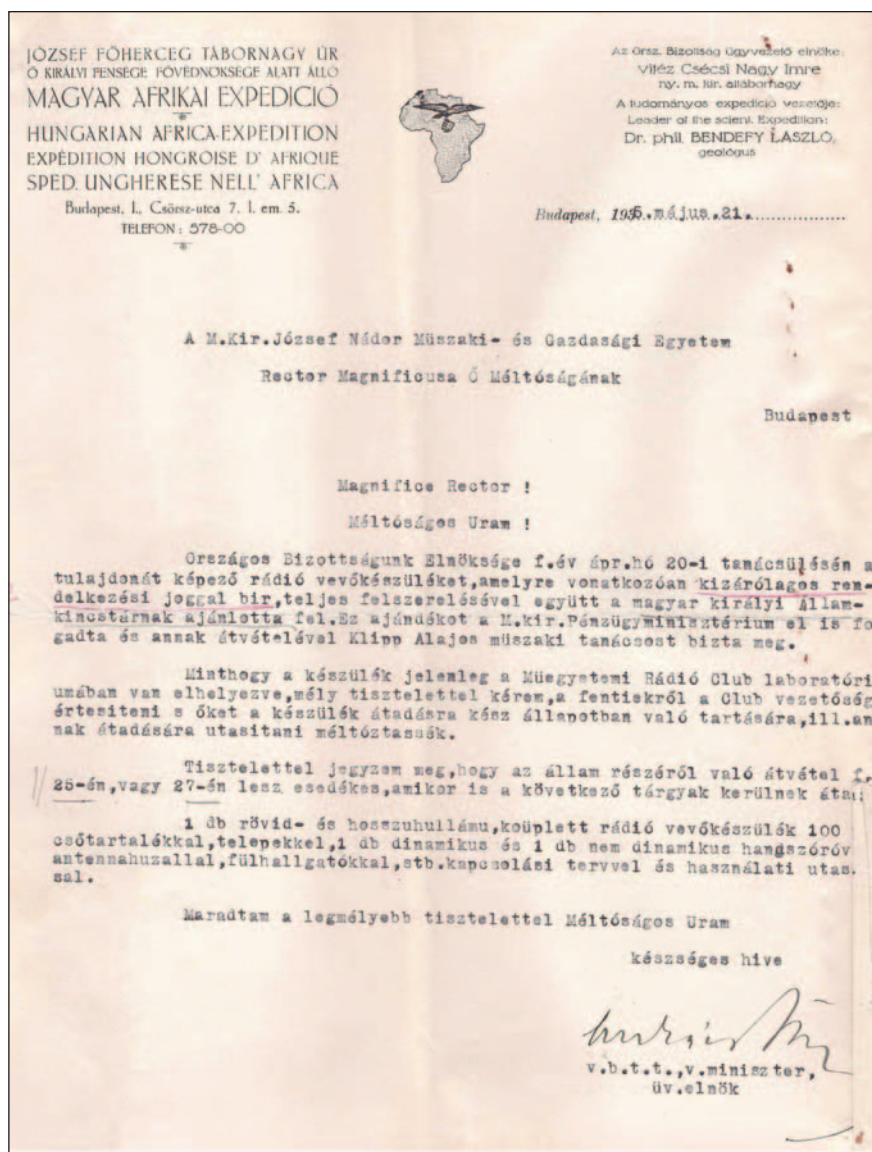 JÓZSEF FŐHERCEG TÁBORNAGY ÚR
Ő KIRÁLYI FENSÉGE FŐVÉDNÖKSÉGE ALATT ÁLLÓ
MAGYAR AFRIKAI EXPEDICIÓ
HUNGARIAN AFRICA-EXPEDITION
EXPÉDITION HONGROISE D' AFRIQUE
SPED. UNGHERESE NELL' AFRICA
Budapest, I., Csörsz-utca 7. I. em. 5.
TELEFON: 578-00
Az Orsz. Bizottság ügyvezető elnöke:
vitéz Csécsi Nagy Imre
ny. m. kir. altábornagy
A tudományos expedíció vezetője:
Leader of the scient. Expedition:
Dr. phil. BENDEFY LÁSZLÓ,
geológus
Budapest, 1935.május.21.
A M.Kir.József Nádor Müszaki- és Gazdasági Egyetem
Rector Magnificusa Ő Méltóságának
Budapest
Magnifice Rector !
Méltóságos Uram !
Országos Bizottságunk Elnöksége f.év ápr.hó 20-i tanácsülésén a
tulajdonát képező rádió vevőkészüléket,amelyre vonatkozóan kizárólagos ren-
delkezési joggal bir,teljes felszerelésével együtt a magyar királyi Állam-
kincstárnak ajánlotta fel.Ez ajándékot a M.kir.Pénzügyminisztérium el is fo
gadta és annak átvételével Klipp Alajos müszaki tanácsost bizta meg.
Minthogy a készülék jelenleg a Müegyetemi Rádió Club laboratóri
umában van elhelyezve,mély tisztelettel kérem,a fentiekről a Club vezetőség
értesiteni s őket a készülék átadásra kész állapotban való tartására,ill.an
nak átadására utasitani méltóztassék.
Tisztelettel jegyzem meg,hogy az állam részéről való átvétel f.
25-én,vagy 27-én lesz esedékes,amikor is a következő tárgyak kerülnek átad:
1 db rövid- és hosszuhullámu,kouplett rádió vevőkészülék 100
csőtartalékkal,telepekkel,1 db dinamikus és 1 db nem dinamikus hangszóróv
antennahuzallal,fülhallgatókkal,stb.kapcsolási tervvel és használati utas.
sal.
Maradtam a legmélyebb tisztelettel Méltóságos Uram
készséges hive
v.b.t.t.,v.miniszter,
üv.elnök